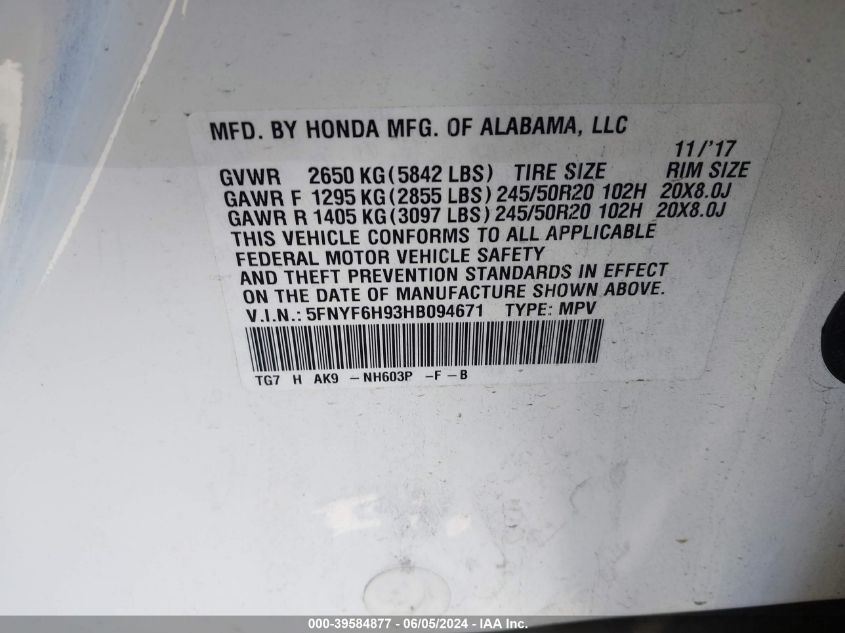 MFD. BY HONDA MFG. OF ALABAMA, LLC
11/'17
GVWR 2650 KG(5842 LBS) TIRE SIZE RIM SIZE
GAWR F 1295 KG(2855 LBS) 245/50R20 102H 20X8.0J
GAWR R 1405 KG(3097 LBS) 245/50R20 102H 20X8.0J
THIS VEHICLE CONFORMS TO ALL APPLICABLE
FEDERAL MOTOR VEHICLE SAFETY
AND THEFT PREVENTION STANDARDS IN EFFECT
ON THE DATE OF MANUFACTURE SHOWN ABOVE.
V.I.N.: 5FNYF6H93HB094671 TYPE: MPV
TG7 H AK9 -NH603P -F-B
000-39584877 - 06/05/2024 - IAA Inc.